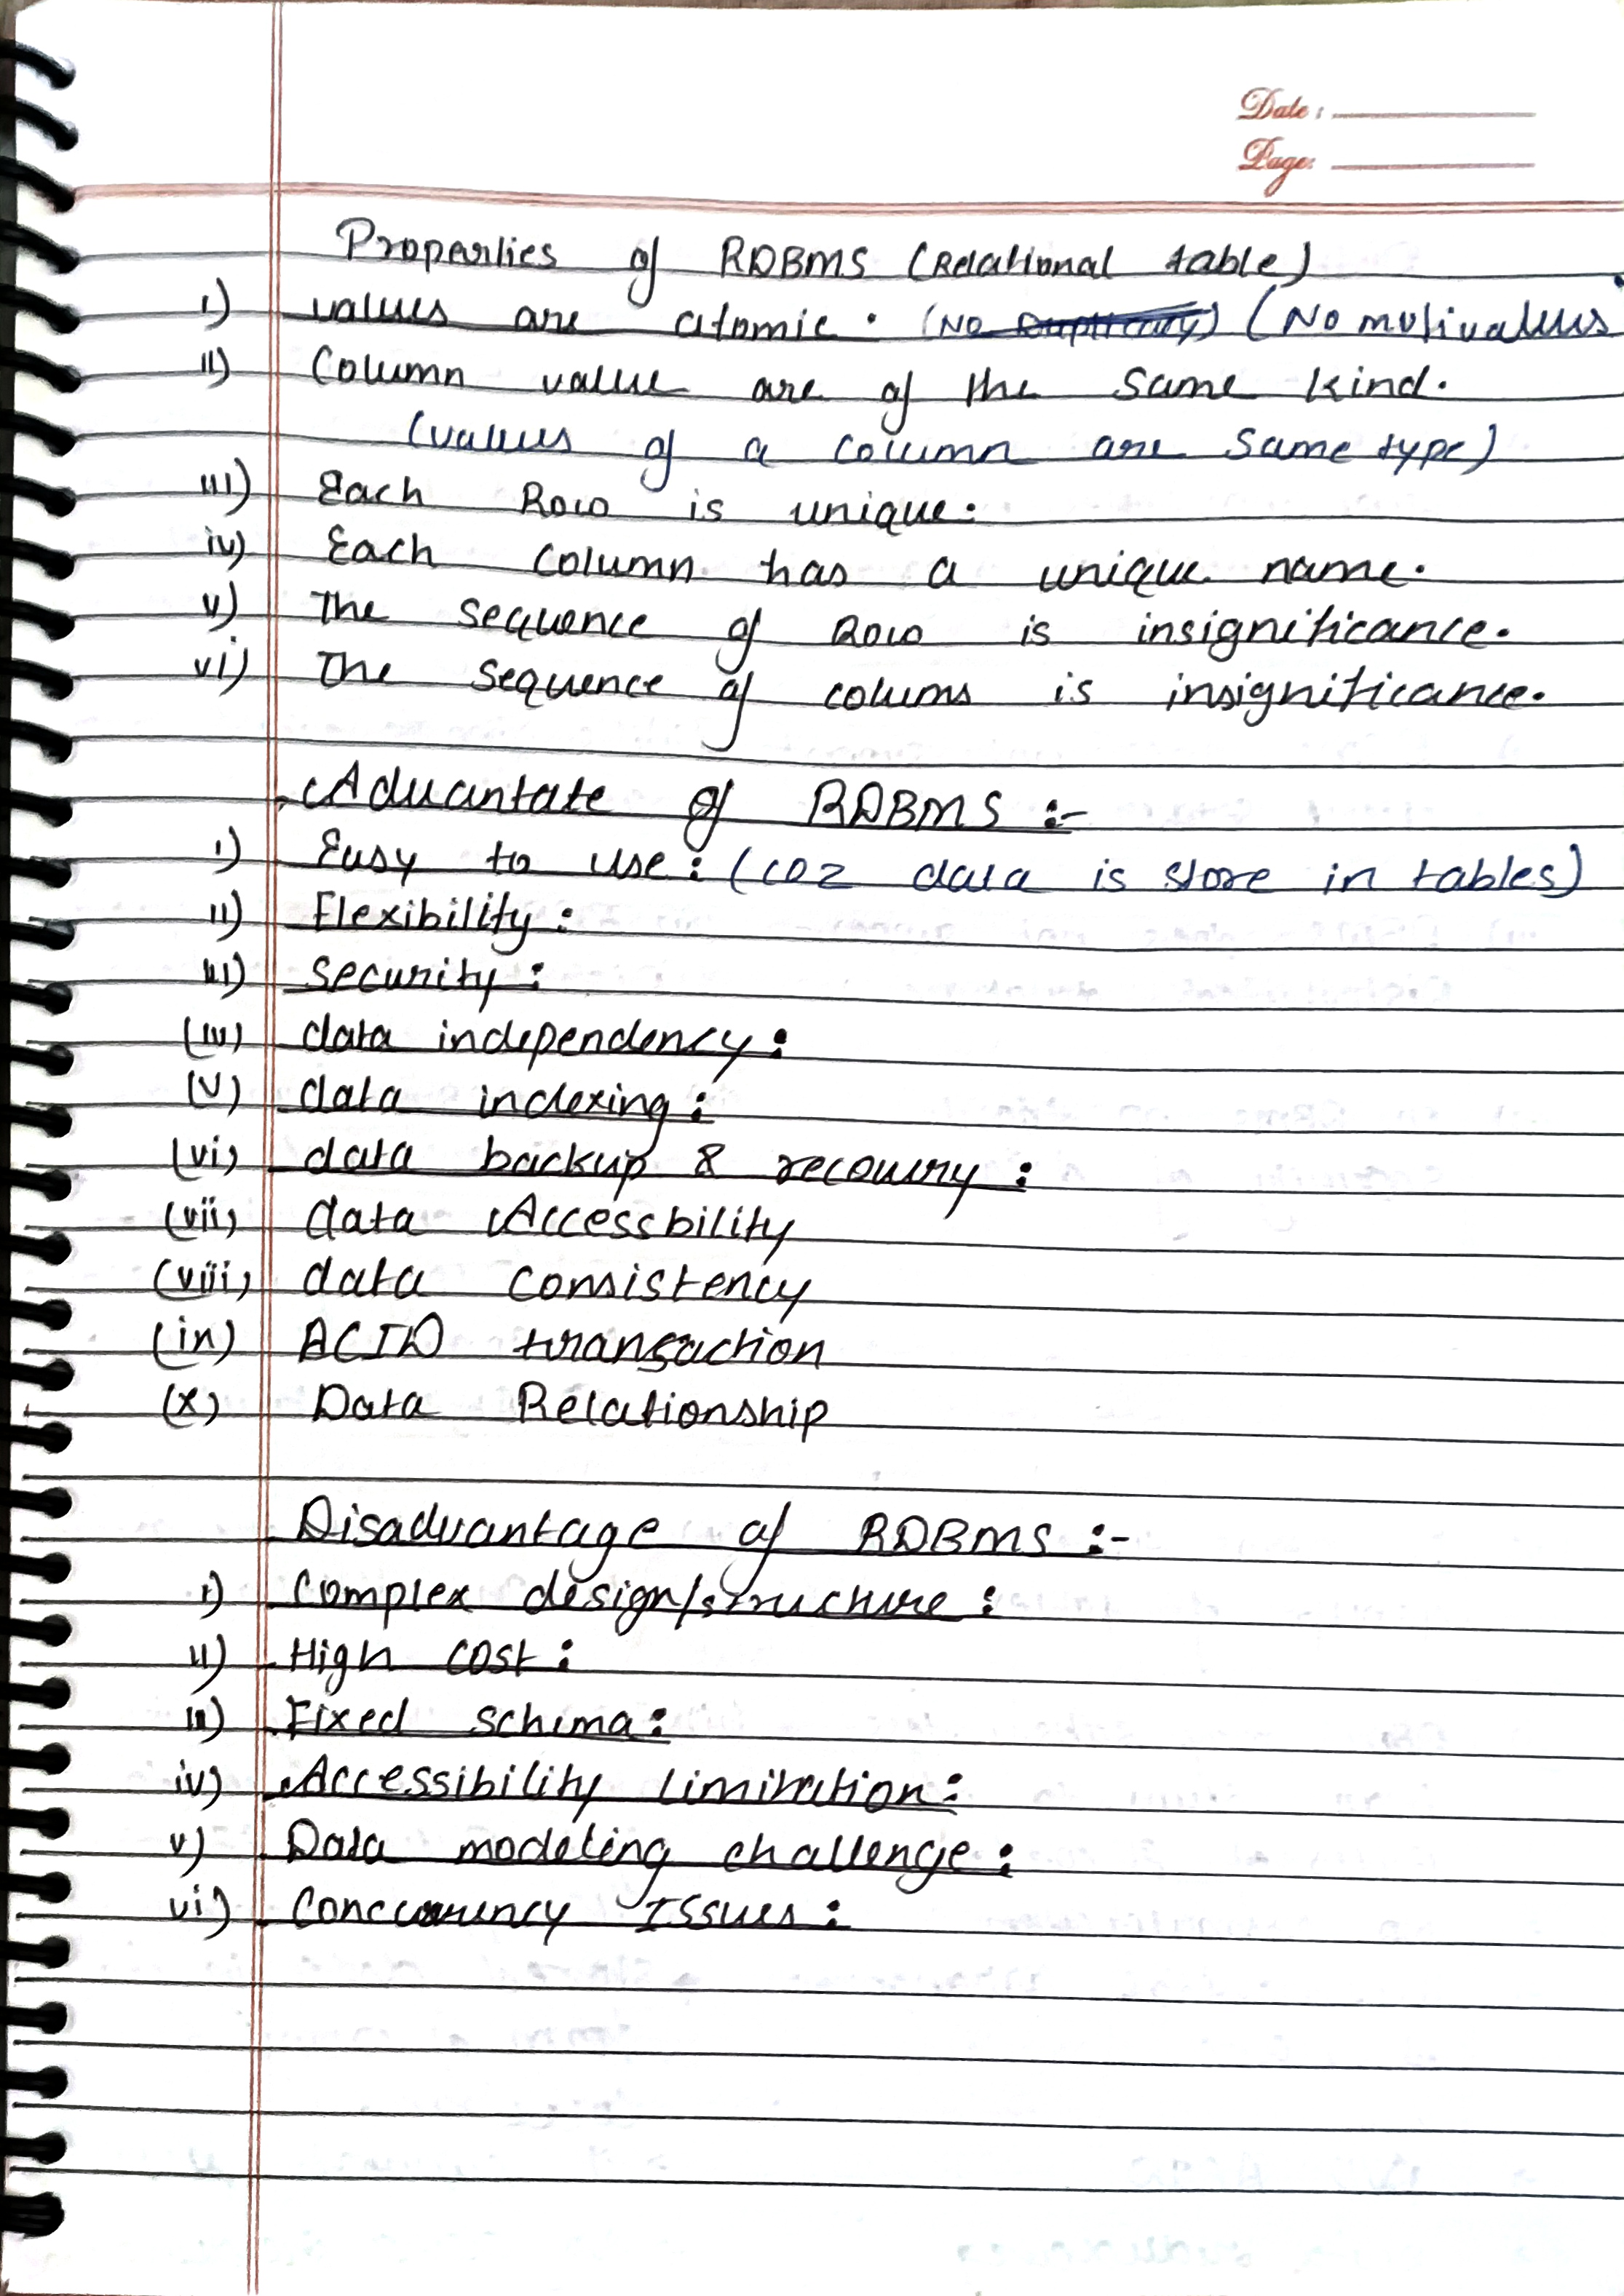 Date:
Page:
Properties of RDBMS (Relational table)
i) values are atomic. (No Duplicacy) (No mutivalues
ii) Column value are of the same kind.
(values of a column are same type)
iii) Each Row is unique.
iv) Each column has a unique name.
v) The sequence of Row is insignificance.
vi) The sequence of colums is insignificance.
Advantate of RDBMS :-
i) Easy to use: (coz data is store in tables)
ii) Flexibility:
iii) security:
(iv) data independency:
(v) data indexing:
(vi) data backup & recovery:
(vii) data Accessbility
(viii) data consistency
(ix) ACID transaction
(x) Data Relationship
Disadvantage of RDBMS :-
i) Complex design/structure:
ii) High cost:
iii) Fixed schema:
iv) Accessibility limitation:
v) Data modeling challenge:
vi) Concurrency Issues: